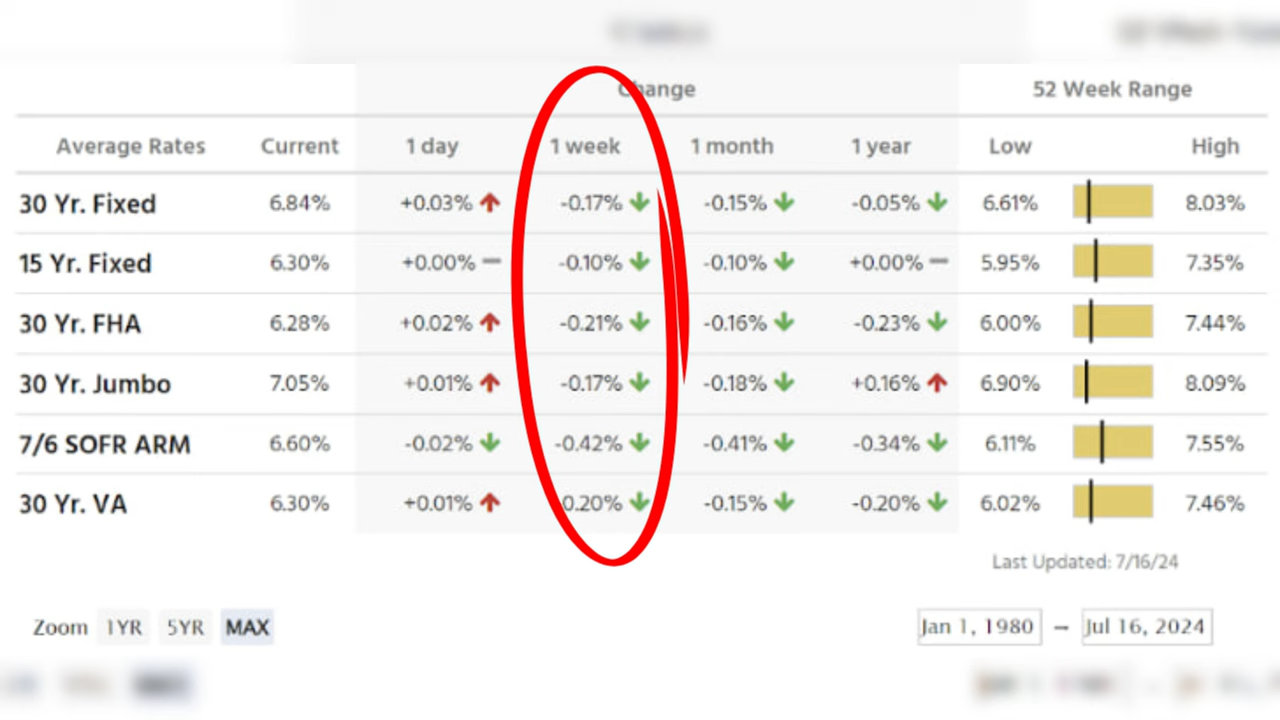 Change 52 Week Range
Average Rates Current 1 day 1 week 1 month 1 year Low High
30 Yr. Fixed 6.84% +0.03% -0.17% -0.15% -0.05% 6.61% 8.03%
15 Yr. Fixed 6.30% +0.00% -0.10% -0.10% +0.00% 5.95% 7.35%
30 Yr. FHA 6.28% +0.02% -0.21% -0.16% -0.23% 6.00% 7.44%
30 Yr. Jumbo 7.05% +0.01% -0.17% -0.18% +0.16% 6.90% 8.09%
7/6 SOFR ARM 6.60% -0.02% -0.42% -0.41% -0.34% 6.11% 7.55%
30 Yr. VA 6.30% +0.01% 0.20% -0.15% -0.20% 6.02% 7.46%
Last Updated: 7/16/24
Zoom 1YR 5YR MAX Jan 1, 1980 – Jul 16, 2024